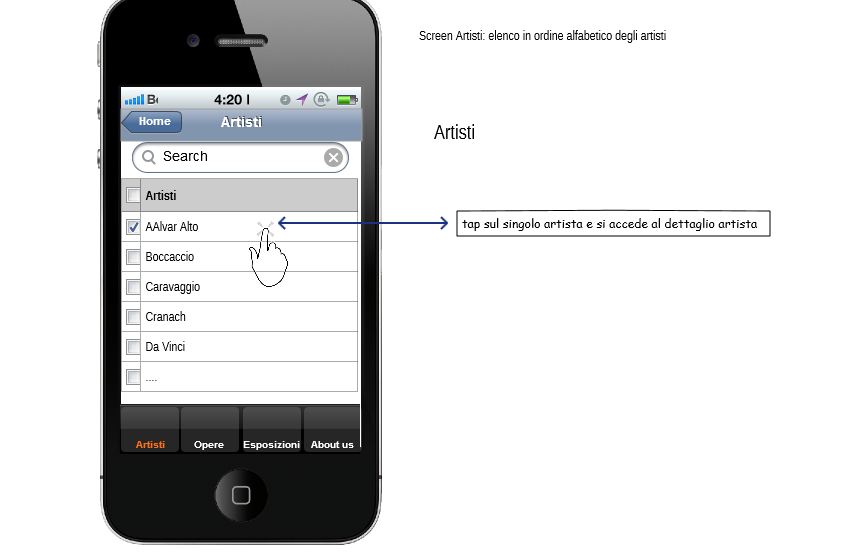 Screen Artisti: elenco in ordine alfabetico degli artisti
4:20
Home
Artisti
Artisti
Search
Artisti
AAlvar Alto
tap sul singolo artista e si accede al dettaglio artista
Boccaccio
Caravaggio
Cranach
Da Vinci
....
Artisti
Opere
Esposizioni
About us